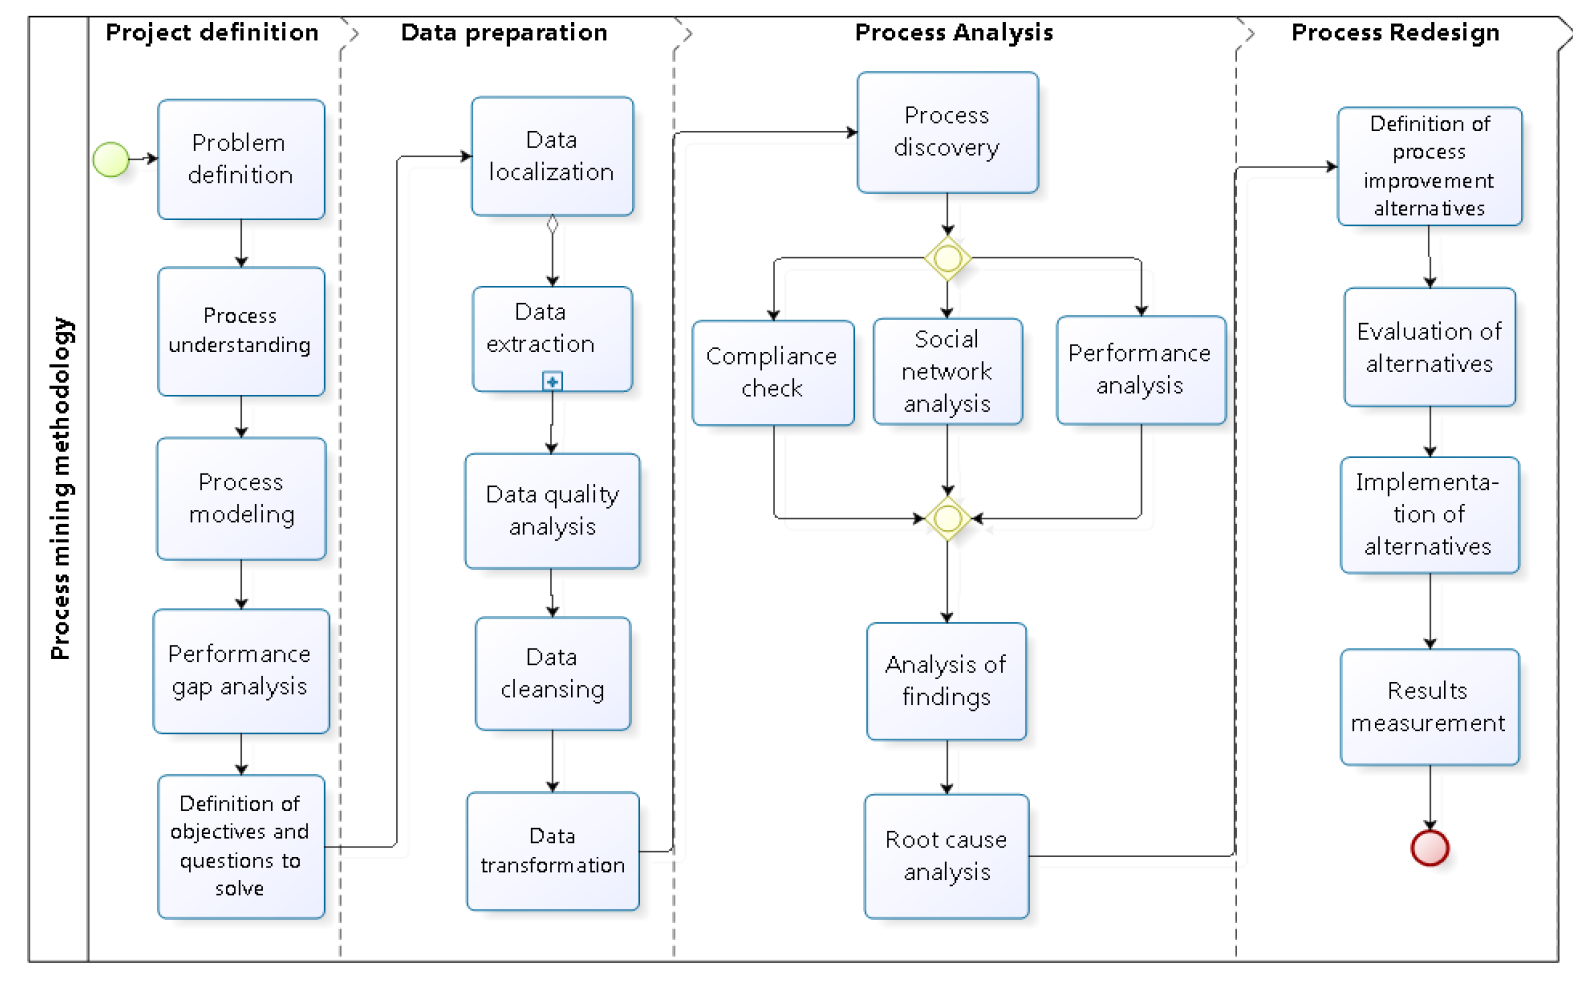 Process mining methodology
Project definition
Problem
definition
Process
understanding
Process
modeling
Performance
gap analysis
Definition of
objectives and
questions to
solve
Data preparation
Data
localization
Data
extraction
Data quality
analysis
Data
cleansing
Data
transformation
Process Analysis
Process
discovery
Compliance
check
Social
network
analysis
Performance
analysis
Analysis of
findings
Root cause
analysis
Process Redesign
Definition of
process
improvement
alternatives
Evaluation of
alternatives
Implementa-
tion of
alternatives
Results
measurement